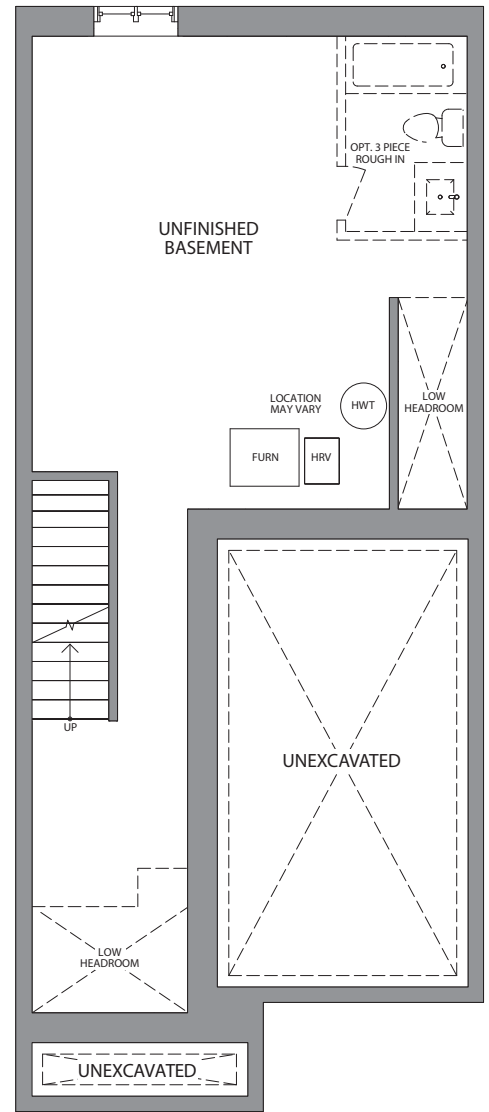 OPT. 3 PIECE
ROUGH IN
UNFINISHED
BASEMENT
LOCATION
MAY VARY
HWT
LOW
HEADROOM
FURN
HRV
UP
UNEXCAVATED
LOW
HEADROOM
UNEXCAVATED